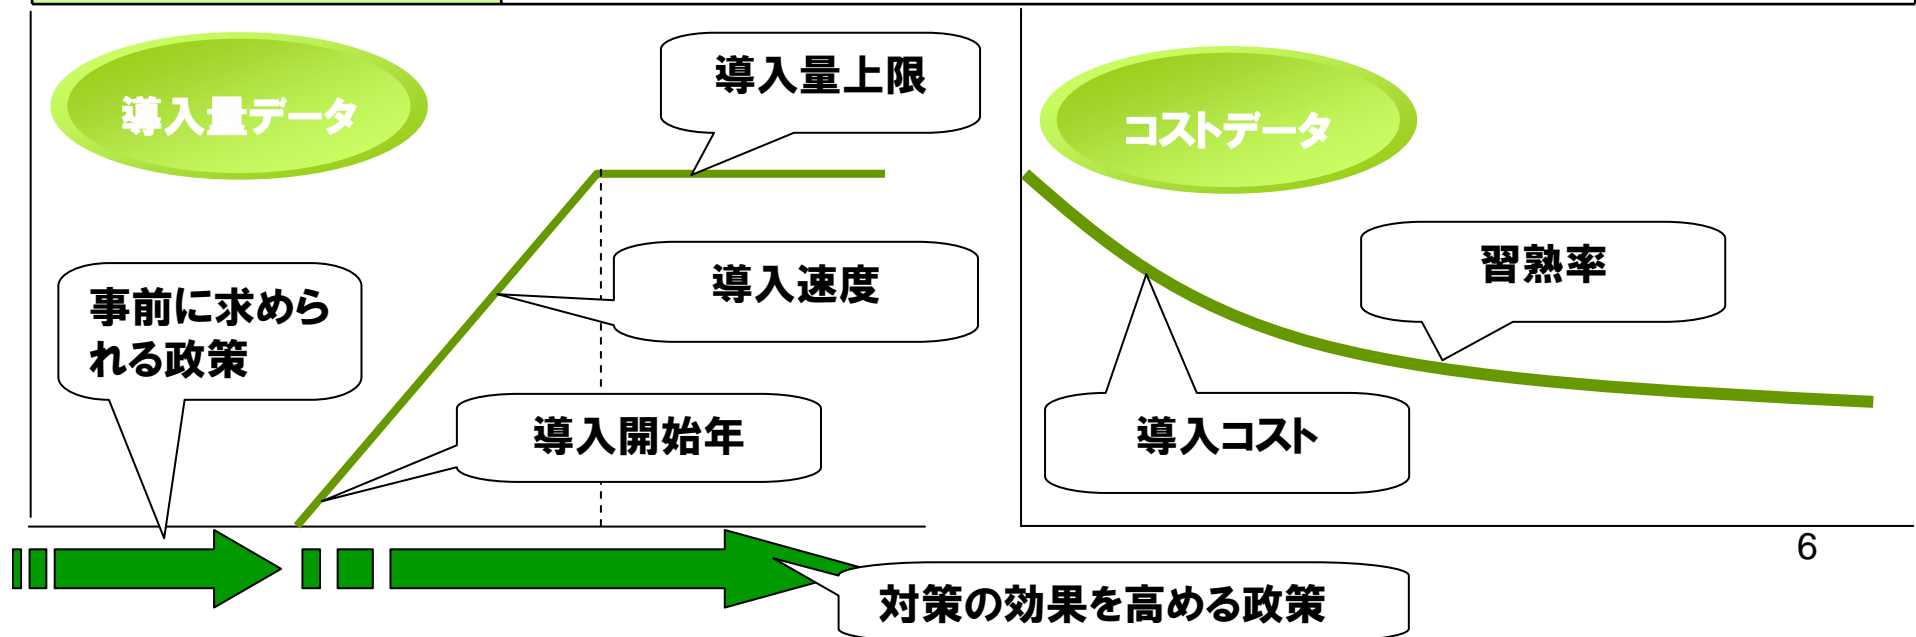 導入量データ
導入量上限
導入速度
事前に求めら
れる政策
導入開始年
コストデータ
習熟率
導入コスト
対策の効果を高める政策
6